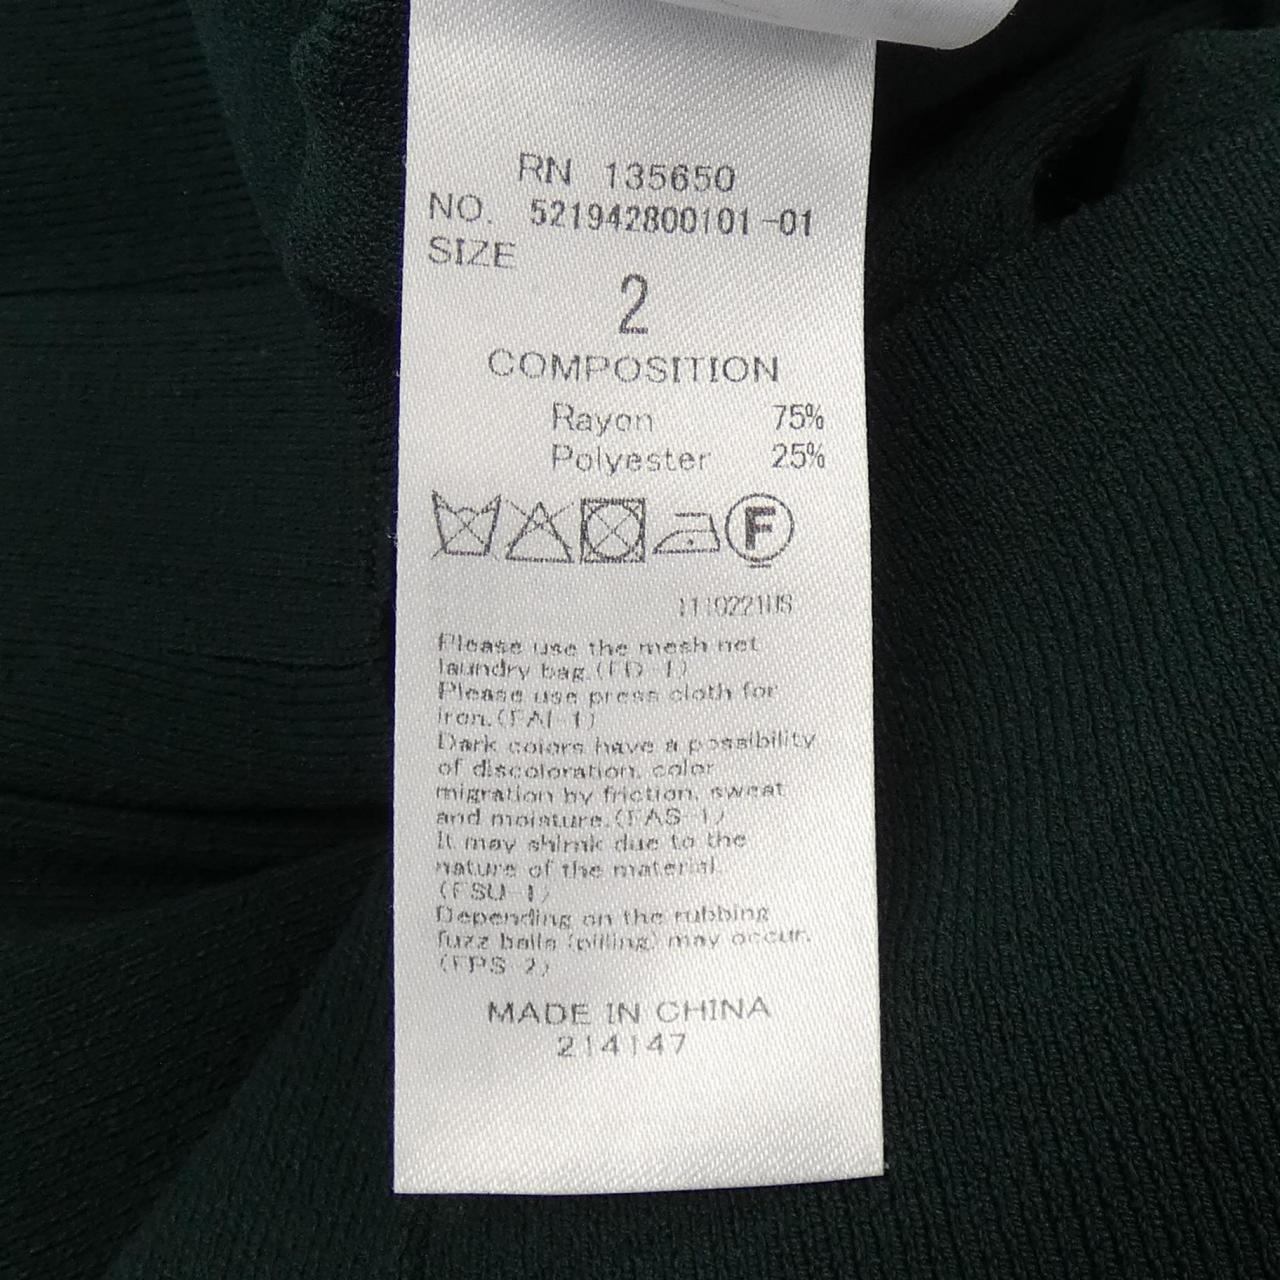 RN 135650
NO. 521942800101-01
SIZE
2
COMPOSITION
Rayon 75%
Polyester 25%
F
Please use the mesh net
laundry bag.(FD-1)
Please use press cloth for
iron.(FAI-1)
Dark colors have a possibility
of discoloration, color
migration by friction, sweat
and moisture.(FAS-1)
It may shrink due to the
nature of the material.
(FSU-1)
Depending on the rubbing
fuzz balls (pilling) may occur.
(FPS-2)
MADE IN CHINA
214147